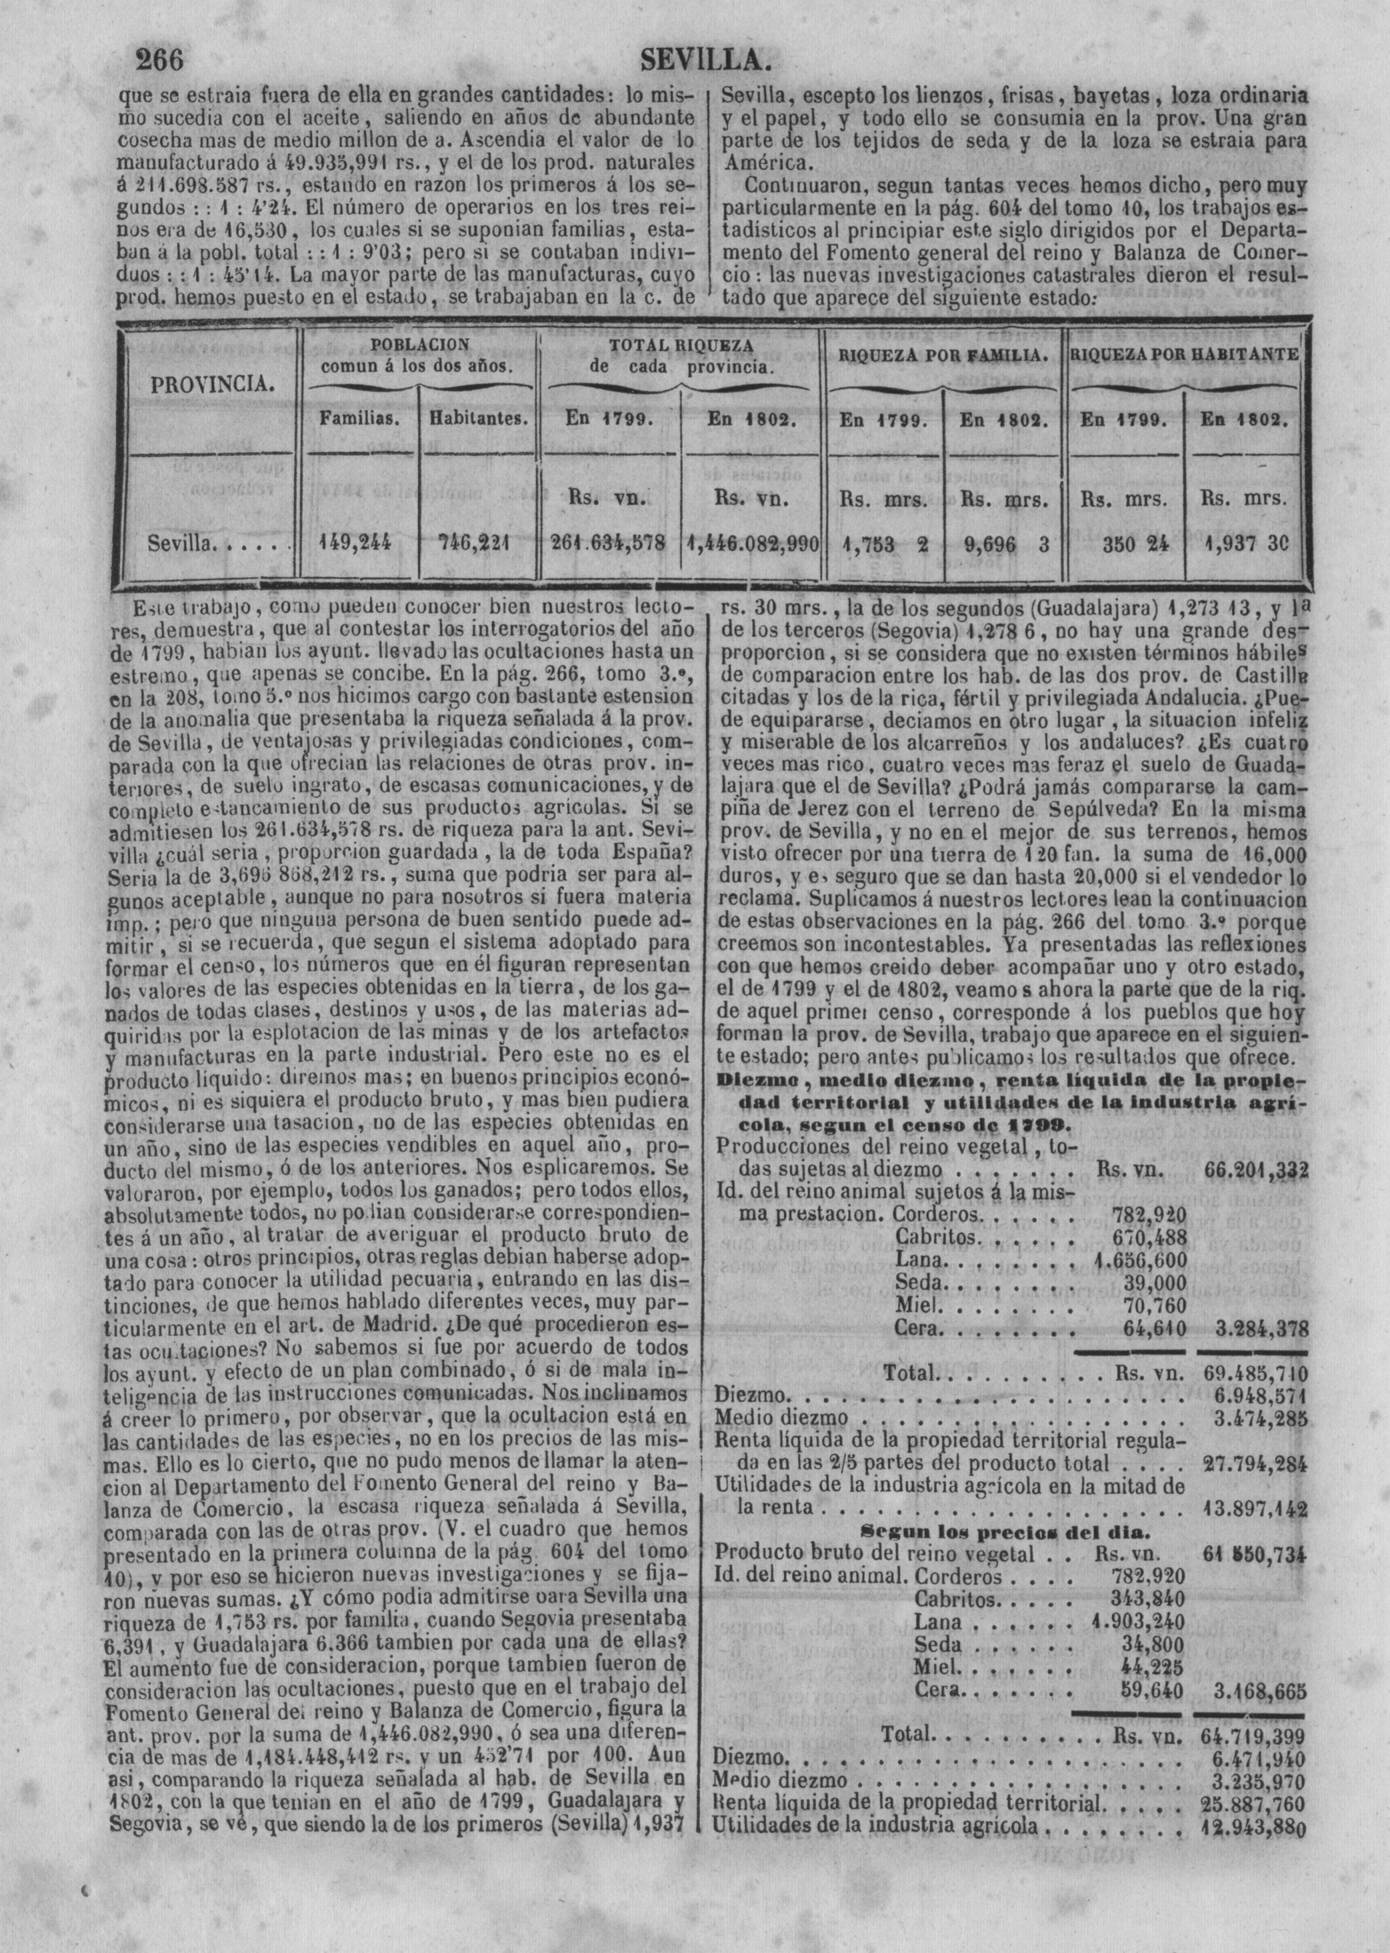 266
SEVILLA.
que se estraia fuera de ella en grandes cantidades: lo mis-
mo sucedia con el aceite, saliendo en años de abundante
cosecha mas de medio millon de a. Ascendia el valor de lo
manufacturado á 49.935,991 rs., y el de los prod. naturales
á 211.698.587 rs., estando en razon los primeros á los se-
gundos : : 1 : 4'24. El número de operarios en los tres rei-
nos era de 16,530, los cuales si se suponian familias, esta-
ban á la pobl. total : : 1 : 9'03; pero si se contaban indivi-
duos : : 1 : 45'14. La mayor parte de las manufacturas, cuyo
prod. hemos puesto en el estado, se trabajaban en la c. de
Sevilla, escepto los lienzos, frisas, bayetas, loza ordinaria
y el papel, y todo ello se consumia en la prov. Una gran
parte de los tejidos de seda y de la loza se estraia para
América.
Continuaron, segun tantas veces hemos dicho, pero muy
particularmente en la pág. 604 del tomo 10, los trabajos es-
tadisticos al principiar este siglo dirigidos por el Departa-
mento del Fomento general del reino y Balanza de Comer-
cio: las nuevas investigaciones catastrales dieron el resul-
tado que aparece del siguiente estado:
PROVINCIA.
POBLACION
comun á los dos años.
TOTAL RIQUEZA
de cada provincia.
RIQUEZA POR FAMILIA.
RIQUEZA POR HABITANTE
Familias. Habitantes. En 1799. En 1802. En 1799. En 1802. En 1799. En 1802.
Rs. vn. Rs. vn. Rs. mrs. Rs. mrs. Rs. mrs. Rs. mrs.
Sevilla. . . . . . 149,244 746,221 261.634,578 1,446.082,990 1,753 2 9,696 3 350 24 1,937 30
Este trabajo, como pueden conocer bien nuestros lecto-
res, demuestra, que al contestar los interrogatorios del año
de 1799, habian los ayunt. llevado las ocultaciones hasta un
estremo, que apenas se concibe. En la pág. 266, tomo 3.º,
en la 208, tomo 5.º nos hicimos cargo con bastante estension
de la anomalia que presentaba la riqueza señalada á la prov.
de Sevilla, de ventajosas y privilegiadas condiciones, com-
parada con la que ofrecian las relaciones de otras prov. in-
teriores, de suelo ingrato, de escasas comunicaciones, y de
completo estancamiento de sus productos agrícolas. Si se
admitiesen los 261.634,578 rs. de riqueza para la ant. Sevi-
villa ¿cuál seria, proporcion guardada, la de toda España?
Seria la de 3,695 868,212 rs., suma que podria ser para al-
gunos aceptable, aunque no para nosotros si fuera materia
imp.; pero que ninguna persona de buen sentido puede ad-
mitir, si se recuerda, que segun el sistema adoptado para
formar el censo, los números que en él figuran representan
los valores de las especies obtenidas en la tierra, de los ga-
nados de todas clases, destinos y usos, de las materias ad-
quiridas por la esplotacion de las minas y de los artefactos
y manufacturas en la parte industrial. Pero este no es el
producto líquido: diremos mas; en buenos principios econó-
micos, ni es siquiera el producto bruto, y mas bien pudiera
considerarse una tasacion, no de las especies obtenidas en
un año, sino de las especies vendibles en aquel año, pro-
ducto del mismo, ó de los anteriores. Nos esplicaremos. Se
valoraron, por ejemplo, todos los ganados; pero todos ellos,
absolutamente todos, no podian considerarse correspondien-
tes á un año, al tratar de averiguar el producto bruto de
una cosa: otros principios, otras reglas debian haberse adop-
tado para conocer la utilidad pecuaria, entrando en las dis-
tinciones, de que hemos hablado diferentes veces, muy par-
ticularmente en el art. de Madrid. ¿De qué procedieron es-
tas ocultaciones? No sabemos si fue por acuerdo de todos
los ayunt. y efecto de un plan combinado, ó si de mala in-
teligencia de las instrucciones comunicadas. Nos inclinamos
á creer lo primero, por observar, que la ocultacion está en
las cantidades de las especies, no en los precios de las mis-
mas. Ello es lo cierto, que no pudo menos de llamar la aten-
cion al Departamento del Fomento General del reino y Ba-
lanza de Comercio, la escasa riqueza señalada á Sevilla,
comparada con las de otras prov. (V. el cuadro que hemos
presentado en la primera columna de la pág. 604 del tomo
10), y por eso se hicieron nuevas investigaciones y se fija-
ron nuevas sumas. ¿Y cómo podia admitirse para Sevilla una
riqueza de 1,753 rs. por familia, cuando Segovia presentaba
6,391, y Guadalajara 6.366 tambien por cada una de ellas?
El aumento fue de consideracion, porque tambien fueron de
consideracion las ocultaciones, puesto que en el trabajo del
Fomento General del reino y Balanza de Comercio, figura la
ant. prov. por la suma de 1,446.082,990, ó sea una diferen-
cia de mas de 1,184.448,412 rs. y un 452'71 por 100. Aun
asi, comparando la riqueza señalada al hab. de Sevilla en
1802, con la que tenian en el año de 1799, Guadalajara y
Segovia, se vé, que siendo la de los primeros (Sevilla) 1,937
rs. 30 mrs., la de los segundos (Guadalajara) 1,273 13, y la
de los terceros (Segovia) 1,278 6, no hay una grande des-
proporcion, si se considera que no existen términos hábiles
de comparacion entre los hab. de las dos prov. de Castilla
citadas y los de la rica, fértil y privilegiada Andalucia. ¿Pue-
de equipararse, deciamos en otro lugar, la situacion infeliz
y miserable de los alcarreños y los andaluces? ¿Es cuatro
veces mas rico, cuatro veces mas feraz el suelo de Guada-
lajara que el de Sevilla? ¿Podrá jamás compararse la cam-
piña de Jerez con el terreno de Sepúlveda? En la misma
prov. de Sevilla, y no en el mejor de sus terrenos, hemos
visto ofrecer por una tierra de 120 fan. la suma de 16,000
duros, y es seguro que se dan hasta 20,000 si el vendedor lo
reclama. Suplicamos á nuestros lectores lean la continuacion
de estas observaciones en la pág. 266 del tomo 3.º porque
creemos son incontestables. Ya presentadas las reflexiones
con que hemos creido deber acompañar uno y otro estado,
el de 1799 y el de 1802, veamos ahora la parte que de la riq.
de aquel primer censo, corresponde á los pueblos que hoy
forman la prov. de Sevilla, trabajo que aparece en el siguien-
te estado; pero antes publicamos los resultados que ofrece.
Diezmo, medio diezmo, renta líquida de la propie-
dad territorial y utilidades de la industria agrí-
cola, segun el censo de 1799.
Producciones del reino vegetal, to-
das sujetas al diezmo . . . . . . . Rs. vn. 66.201,332
Id. del reino animal sujetos á la mis-
ma prestacion. Corderos. . . . . . 782,920
Cabritos. . . . . . 670,488
Lana. . . . . . . . 1.656,600
Seda. . . . . . . . 39,000
Miel. . . . . . . . 70,760
Cera. . . . . . . . 64,610 3.284,378
Total. . . . . . . . . . Rs. vn. 69.485,710
Diezmo. . . . . . . . . . . . . . . . . . . . . 6.948,571
Medio diezmo . . . . . . . . . . . . . . . . . 3.474,285
Renta líquida de la propiedad territorial regula-
da en las 2/5 partes del producto total . . . . 27.794,284
Utilidades de la industria agrícola en la mitad de
la renta . . . . . . . . . . . . . . . . . . . 13.897,142
Segun los precios del dia.
Producto bruto del reino vegetal . . Rs. vn. 61 550,734
Id. del reino animal. Corderos . . . . 782,920
Cabritos. . . . . 343,840
Lana . . . . . . 1.903,240
Seda . . . . . . 34,800
Miel. . . . . . . 44,225
Cera. . . . . . . 59,640 3.168,665
Total. . . . . . . . . . Rs. vn. 64.719,399
Diezmo. . . . . . . . . . . . . . . . . . . . . 6.471,940
Medio diezmo . . . . . . . . . . . . . . . . . 3.235,970
Renta líquida de la propiedad territorial. . . . . 25.887,760
Utilidades de la industria agrícola . . . . . . . . 12.943,880